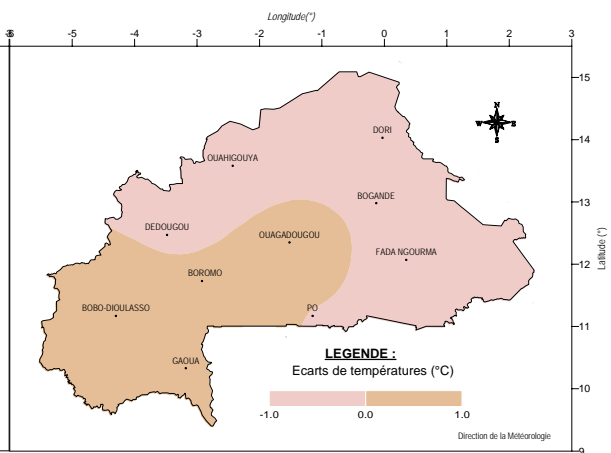 Longitude(°)
-6 -5 -4 -3 -2 -1 0 1 2 3
15
N
W E
S
14
DORI
OUAHIGOUYA
13
BOGANDE
DEDOUGOU
OUAGADOUGOU
FADA NGOURMA
Latitude (°)
12
BOROMO
BOBO-DIOULASSO
PO
11
LEGENDE :
GAOUA
Ecarts de températures (°C)
10
-1.0 0.0 1.0
Direction de la Météorologie
9